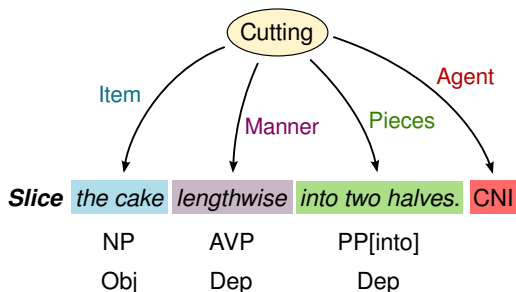 Cutting
Item
Manner
Pieces
Agent
Slice the cake lengthwise into two halves. CNI
NP AVP PP[into]
Obj Dep Dep